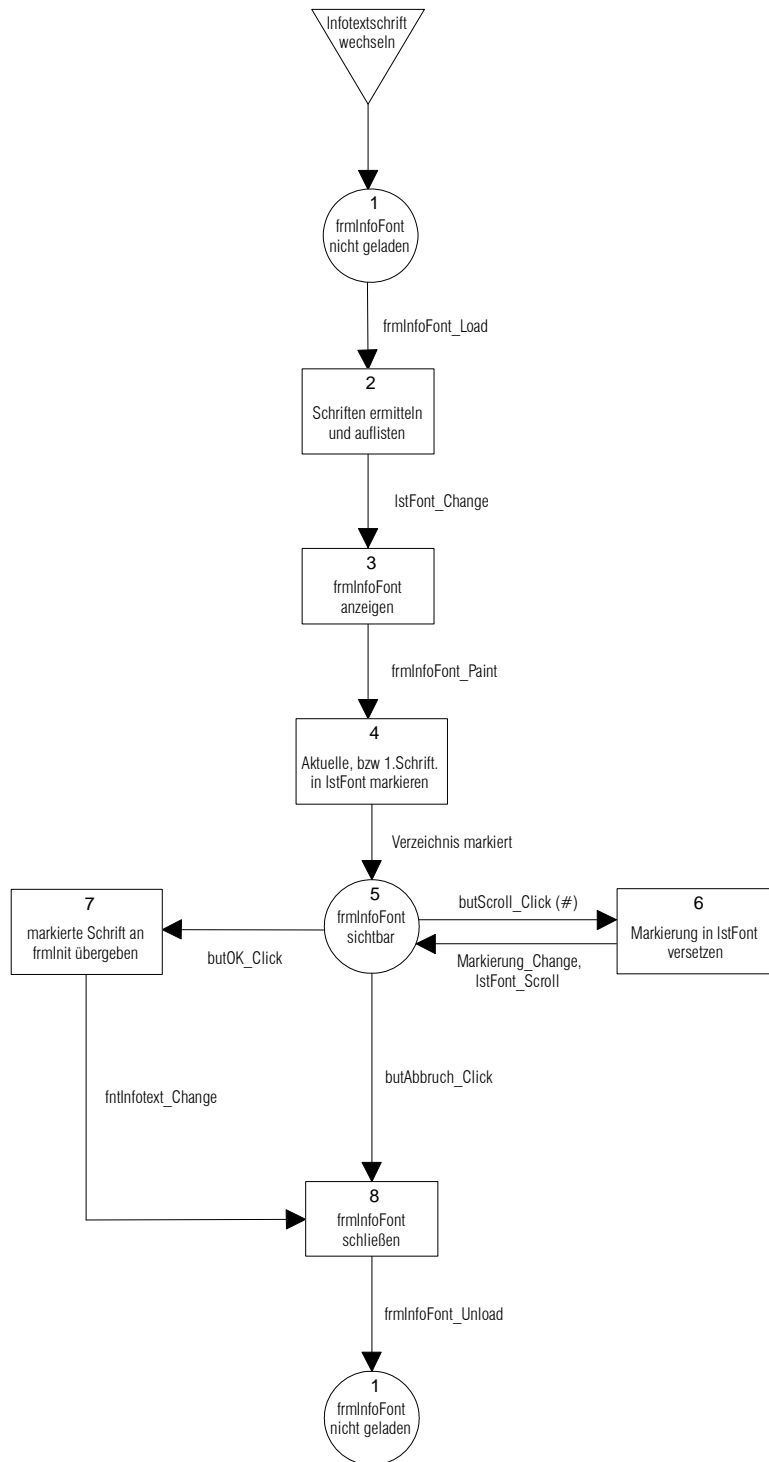 Infotextschrift
wechseln
1
frmInfoFont
nicht geladen
frmInfoFont_Load
2
Schriften ermitteln
und auflisten
lstFont_Change
3
frmInfoFont
anzeigen
frmInfoFont_Paint
4
Aktuelle, bzw 1.Schrift.
in lstFont markieren
Verzeichnis markiert
5
frmInfoFont
sichtbar
7
markierte Schrift an
frmInit übergeben
butOK_Click
butScroll_Click (#)
6
Markierung in lstFont
versetzen
Markierung_Change,
lstFont_Scroll
fntInfotext_Change
butAbbruch_Click
8
frmInfoFont
schließen
frmInfoFont_Unload
1
frmInfoFont
nicht geladen